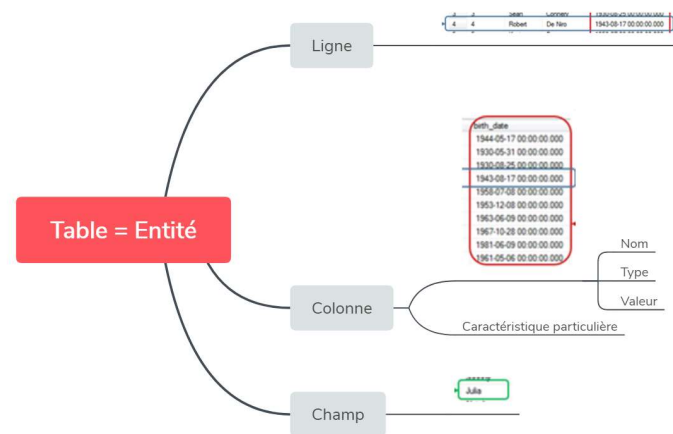 4 4 Robert De Niro 1943-08-17 00:00:00.000
Ligne
birth_date
1944-05-17 00:00:00.000
1930-05-31 00:00:00.000
1930-08-25 00:00:00.000
1943-08-17 00:00:00.000
1958-07-08 00:00:00.000
1953-12-08 00:00:00.000
1963-06-09 00:00:00.000
1967-10-28 00:00:00.000
1981-06-09 00:00:00.000
1961-05-06 00:00:00.000
Table = Entité
Colonne
Nom
Type
Valeur
Caractéristique particulière
Julia
Champ